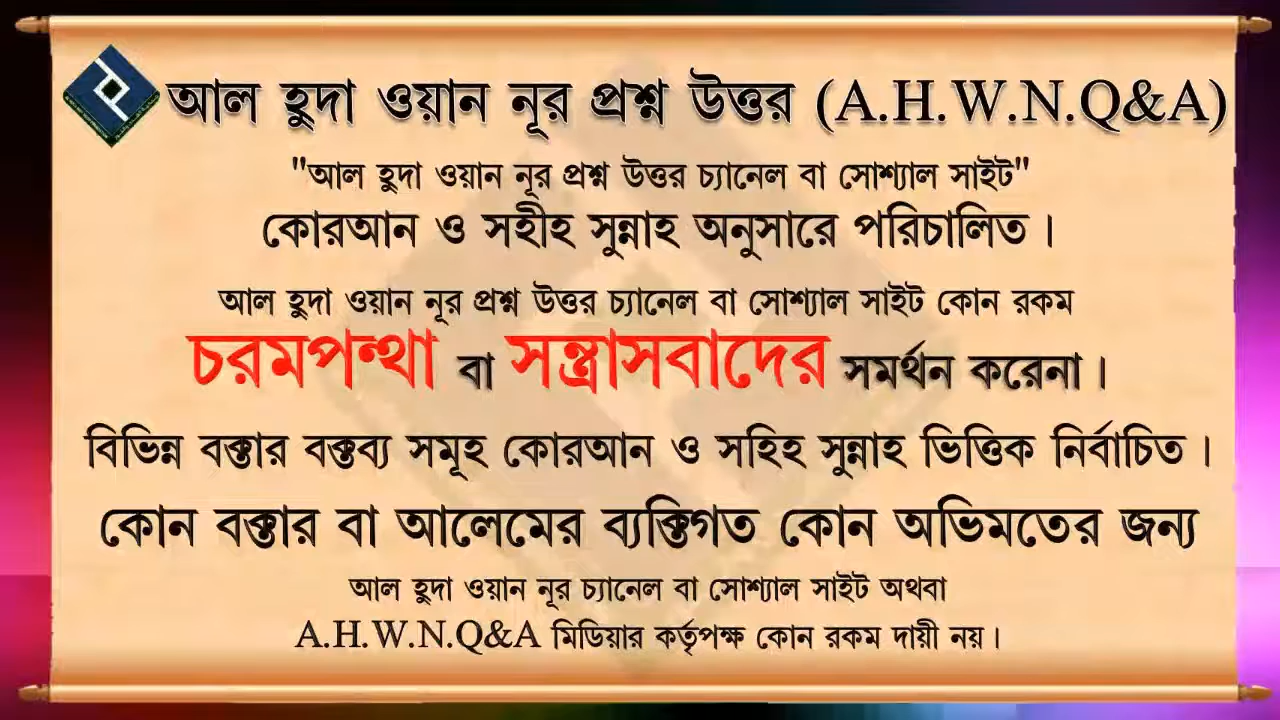 আল হুদা ওয়ান নূর প্রশ্ন উত্তর (A.H.W.N.Q&A)
"আল হুদা ওয়ান নূর প্রশ্ন উত্তর চ্যানেল বা সোশ্যাল সাইট"
কোরআন ও সহীহ সুন্নাহ অনুসারে পরিচালিত।
আল হুদা ওয়ান নূর প্রশ্ন উত্তর চ্যানেল বা সোশ্যাল সাইট কোন রকম
চরমপন্থা বা সন্ত্রাসবাদের সমর্থন করেনা।
বিভিন্ন বক্তার বক্তব্য সমূহ কোরআন ও সহিহ সুন্নাহ ভিত্তিক নির্বাচিত।
কোন বক্তার বা আলেমের ব্যক্তিগত কোন অভিমতের জন্য
আল হুদা ওয়ান নূর চ্যানেল বা সোশ্যাল সাইট অথবা
A.H.W.N.Q&A মিডিয়ার কর্তৃপক্ষ কোন রকম দায়ী নয়।